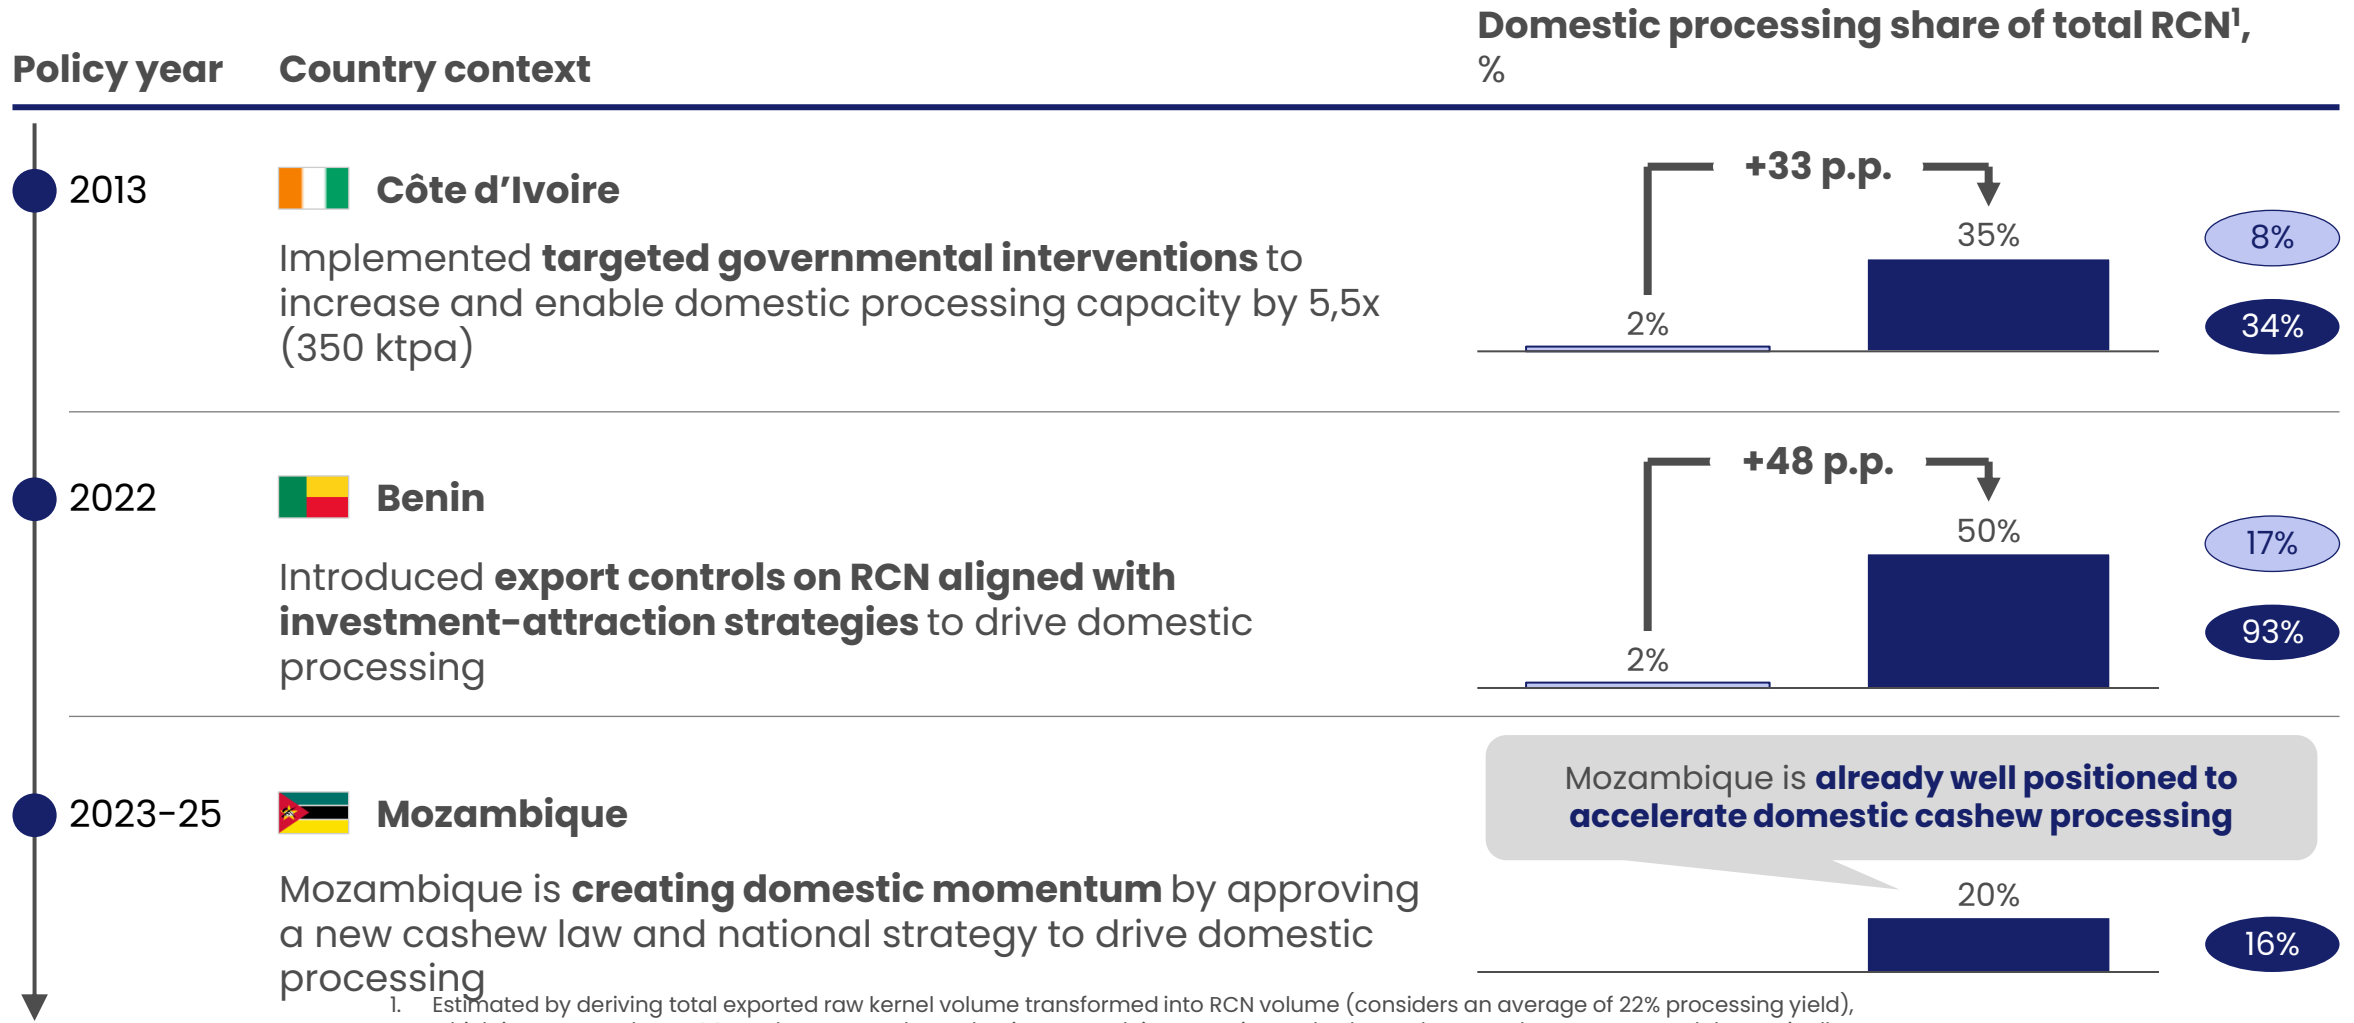 Policy year
Country context
Domestic processing share of total RCN¹,
%
2013
Côte d’Ivoire
Implemented targeted governmental interventions to
increase and enable domestic processing capacity by 5,5x
(350 ktpa)
+33 p.p.
2%
35%
8%
34%
2022
Benin
Introduced export controls on RCN aligned with
investment-attraction strategies to drive domestic
processing
+48 p.p.
2%
50%
17%
93%
2023-25
Mozambique
Mozambique is creating domestic momentum by approving
a new cashew law and national strategy to drive domestic
processing
Mozambique is already well positioned to
accelerate domestic cashew processing
20%
16%
1. Estimated by deriving total exported raw kernel volume transformed into RCN volume (considers an average of 22% processing yield),